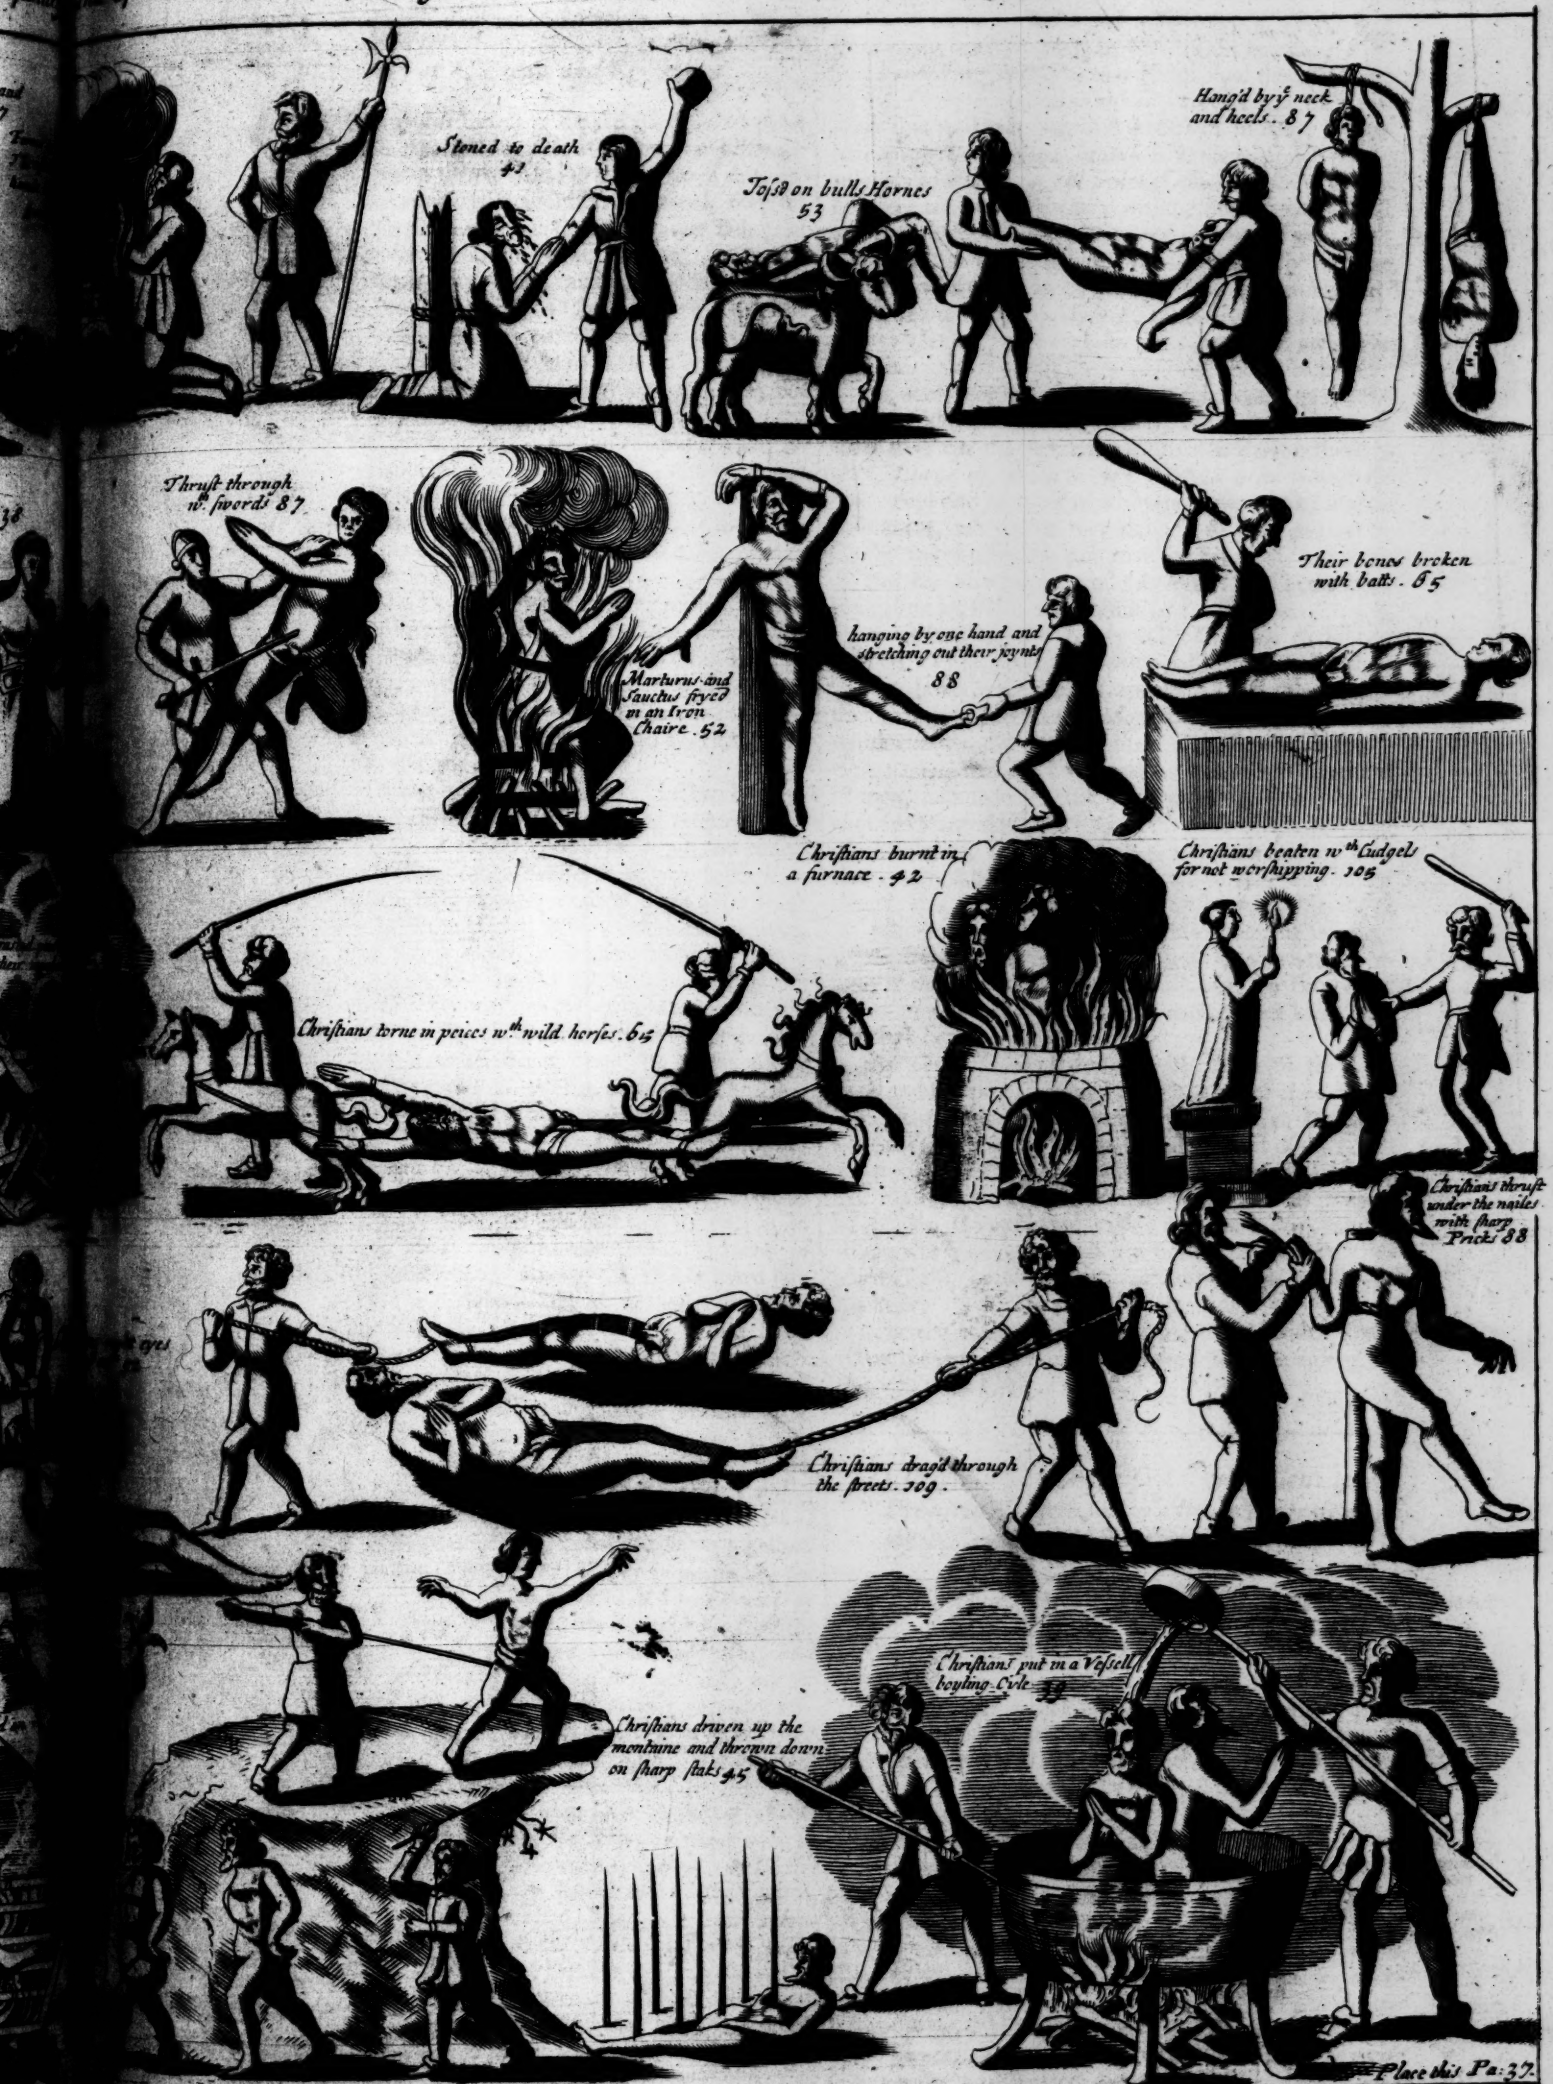 Stoned to death
41
Toſsd on bulls Hornes
53
Hang'd by yͤ neck
and heels . 87
Thruſt through
wᵗʰ. ſwords 87
38
Marturus and
Sanctus fryed
in an Iron
Chaire . 52
hanging by one hand and
stretching out their joynts
88
Their bones broken
with batts . 65
Chriſtians burnt in
a furnace . 42
Chriſtians beaten wᵗʰ Cudgels
for not worſhipping . 105
Chriſtians torne in peices wᵗʰ wild horſes . 65
Chriſtians thruſt
under the nailes
with ſharp
Pricks 88
eyes
Chriſtians drag'd through
the ſtreets . 109 .
Chriſtians put in a Veſsell
boyling Oyle 39
Chriſtians driven up the
montaine and thrown down
on ſharp ſtaks 45
Place this Pa: 37.